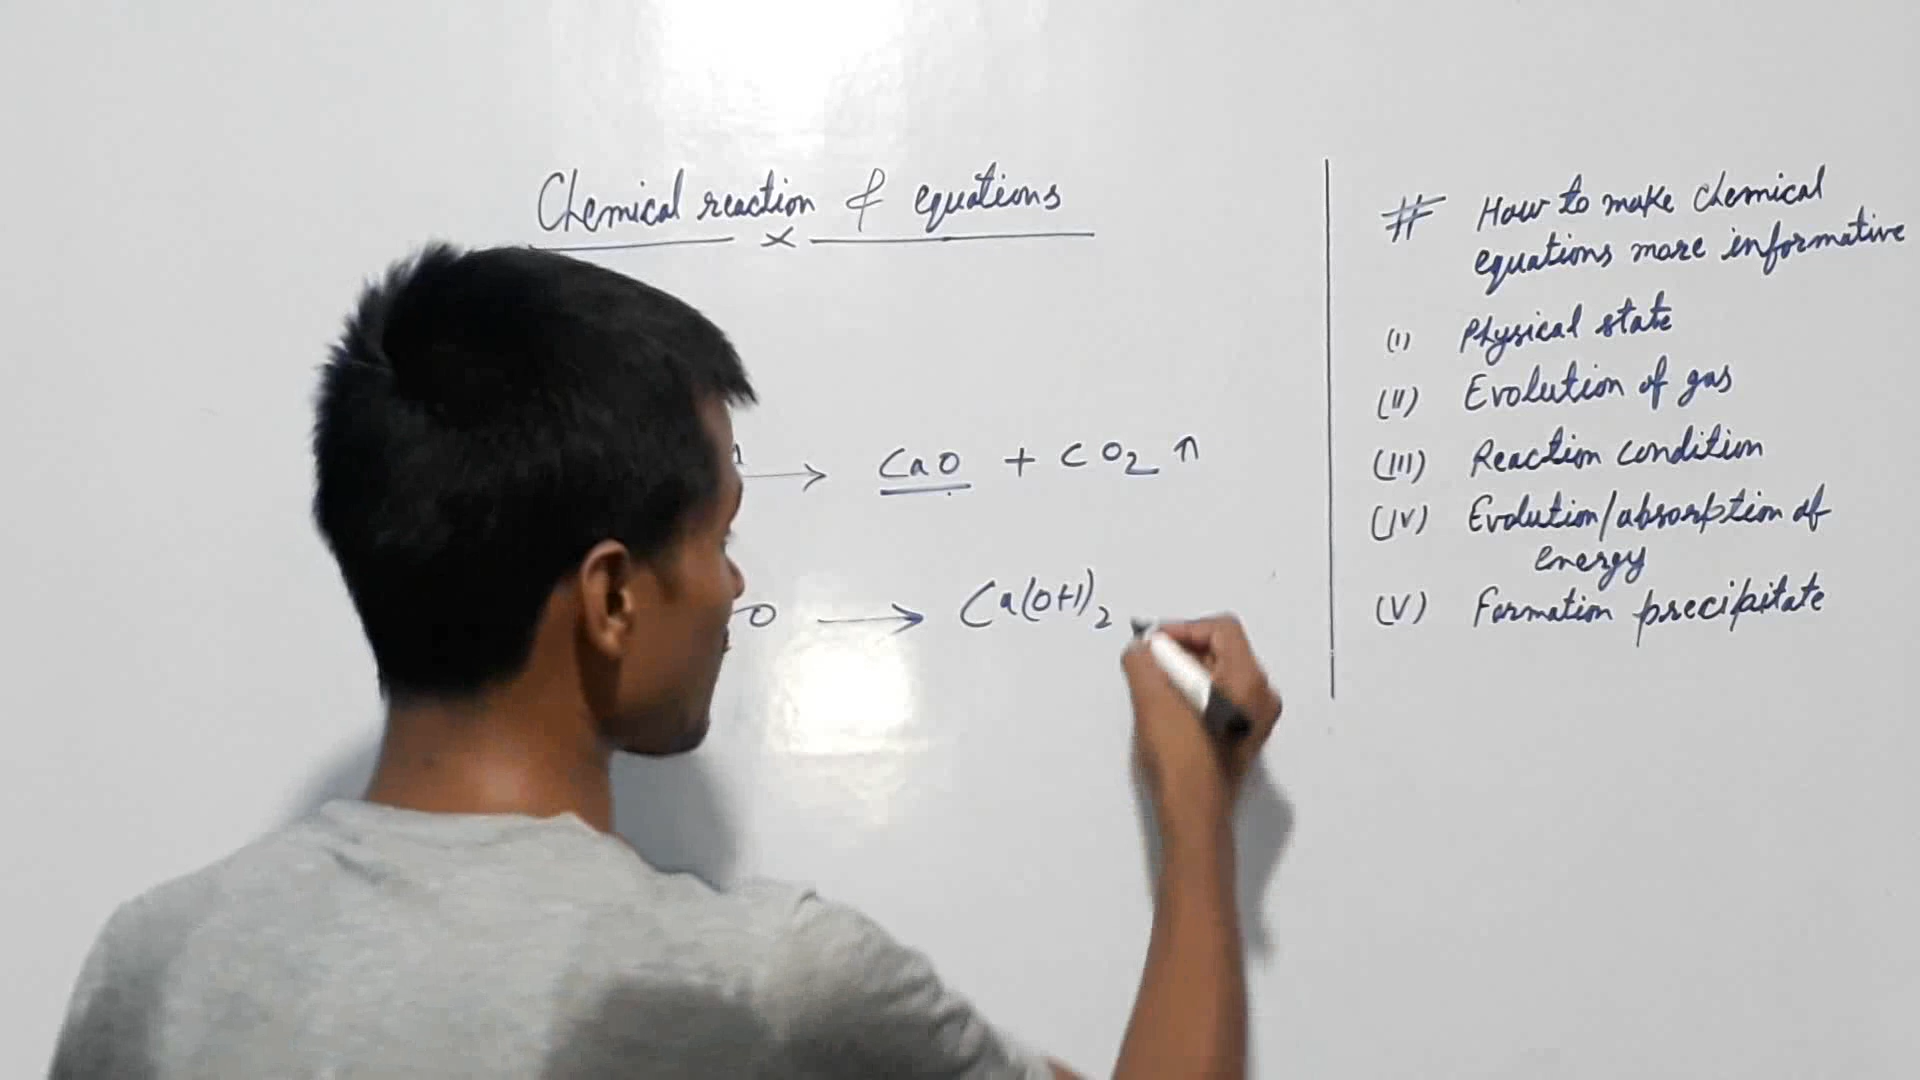 Chemical reaction & equations
x
→ CaO + CO2 ↑
O → Ca(OH)2
# How to make chemical
equations more informative
(I) Physical state
(II) Evolution of gas
(III) Reaction condition
(IV) Evolution/absorption of
energy
(V) Formation precipitate